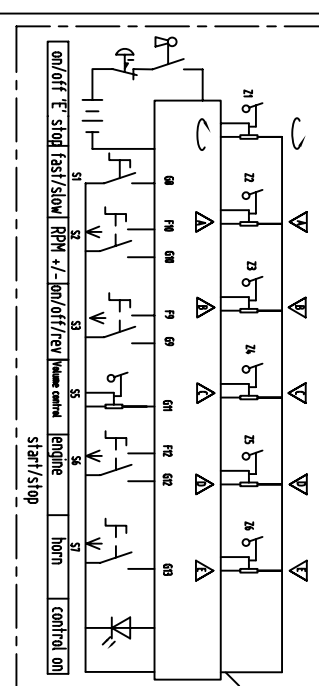 Z1
Z2
Z3
Z4
Z5
Z6
A
A
B
B
C
C
D
D
E
E
G8
F10
G10
F9
G9
G11
F12
G12
G13
S1
S2
S3
S5
S6
S7
on/off 'E' stop fast/slow RPM +/- on/off/rev Volume control engine horn control on
start/stop